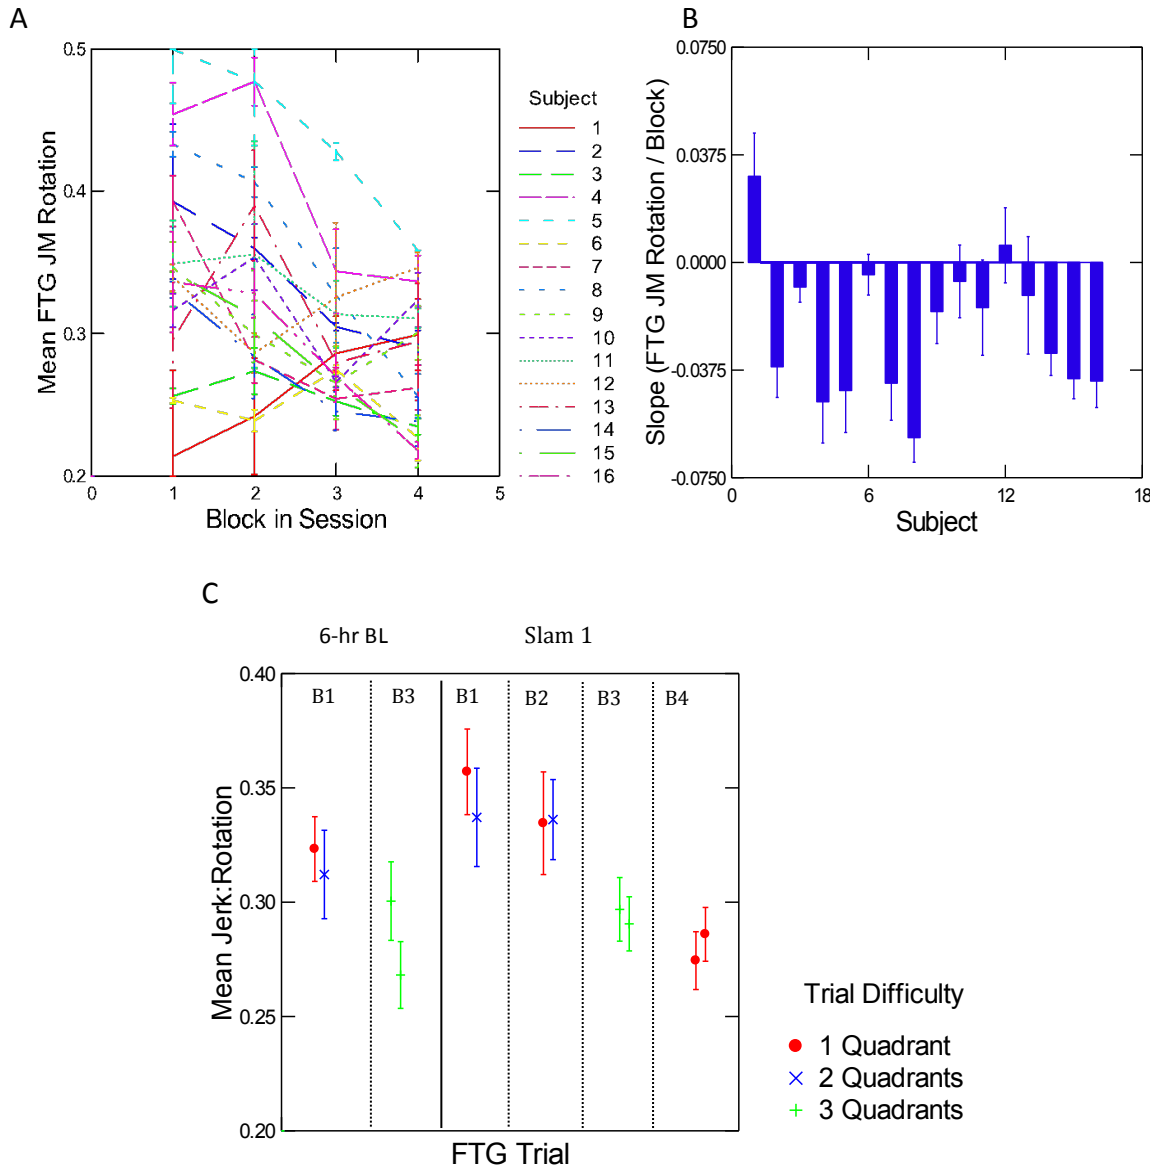 A
Mean FTG JM Rotation
0.5
0.4
0.3
0.2
0 1 2 3 4 5
Block in Session
Subject
1
2
3
4
5
6
7
8
9
10
11
12
13
14
15
16
B
Slope (FTG JM Rotation / Block)
0.0750
0.0375
0.0000
-0.0375
-0.0750
0 6 12 18
Subject
C
6-hr BL Slam 1
Mean Jerk:Rotation
0.40
0.35
0.30
0.25
0.20
B1 B3 B1 B2 B3 B4
FTG Trial
Trial Difficulty
1 Quadrant
2 Quadrants
3 Quadrants